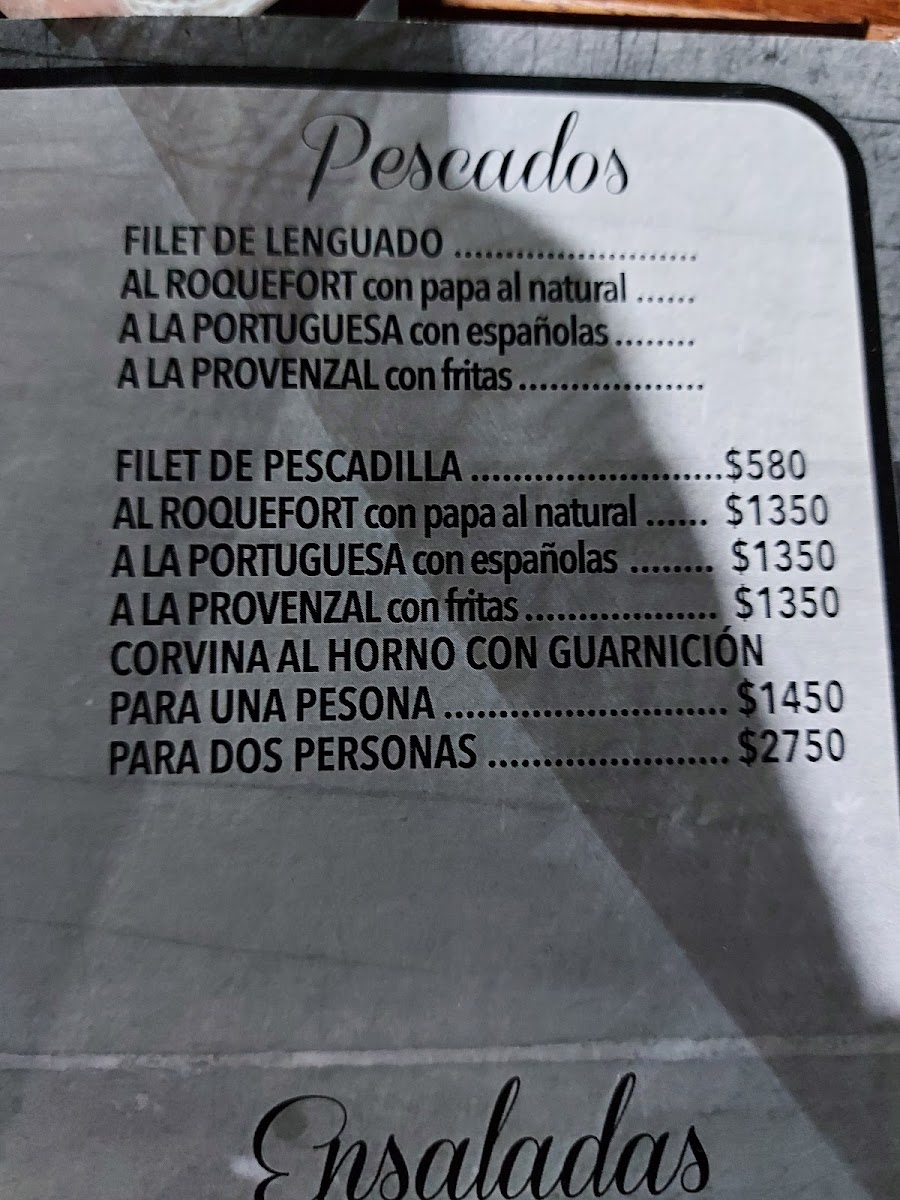 Pescados
FILET DE LENGUADO ........................
AL ROQUEFORT con papa al natural ......
A LA PORTUGUESA con españolas ........
A LA PROVENZAL con fritas ..................
FILET DE PESCADILLA .........................$580
AL ROQUEFORT con papa al natural ...... $1350
A LA PORTUGUESA con españolas ........ $1350
A LA PROVENZAL con fritas ................... $1350
CORVINA AL HORNO CON GUARNICIÓN
PARA UNA PESONA ............................ $1450
PARA DOS PERSONAS ........................ $2750
Ensaladas